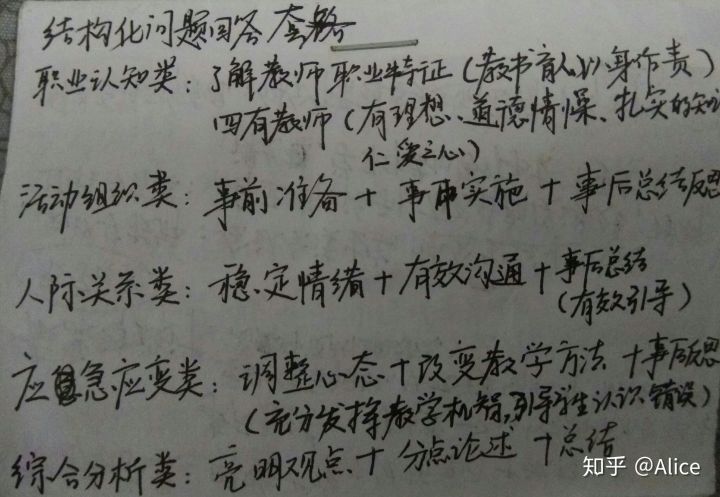 结构化问题回答套路
职业认知类：了解教师职业特征（教书育人以身作责）
四有教师（有理想、道德情操、扎实的知识
仁爱之心）
活动组织类：事前准备+事中实施+事后总结反思
人际关系类：稳定情绪+有效沟通+事后总结
（有效引导）
应急应变类：调整心态+改变教学方法+事后反思
（充分发挥教学机智，引导学生认识错误）
综合分析类：亮明观点+分点论述+总结
知乎 @Alice